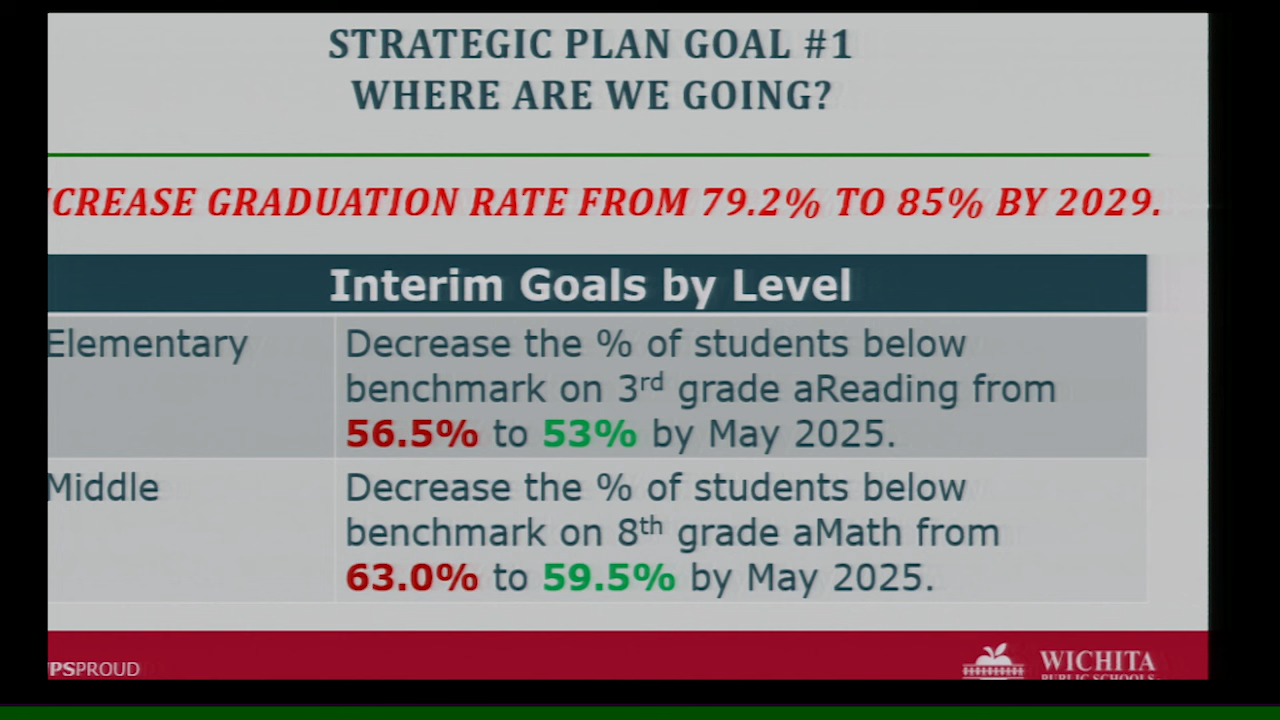 STRATEGIC PLAN GOAL #1
WHERE ARE WE GOING?
CREASE GRADUATION RATE FROM 79.2% TO 85% BY 2029.
Interim Goals by Level
Elementary
Decrease the % of students below
benchmark on 3rd grade aReading from
56.5% to 53% by May 2025.
Middle
Decrease the % of students below
benchmark on 8th grade aMath from
63.0% to 59.5% by May 2025.
PSPROUD
WICHITA
PUBLIC SCHOOLS